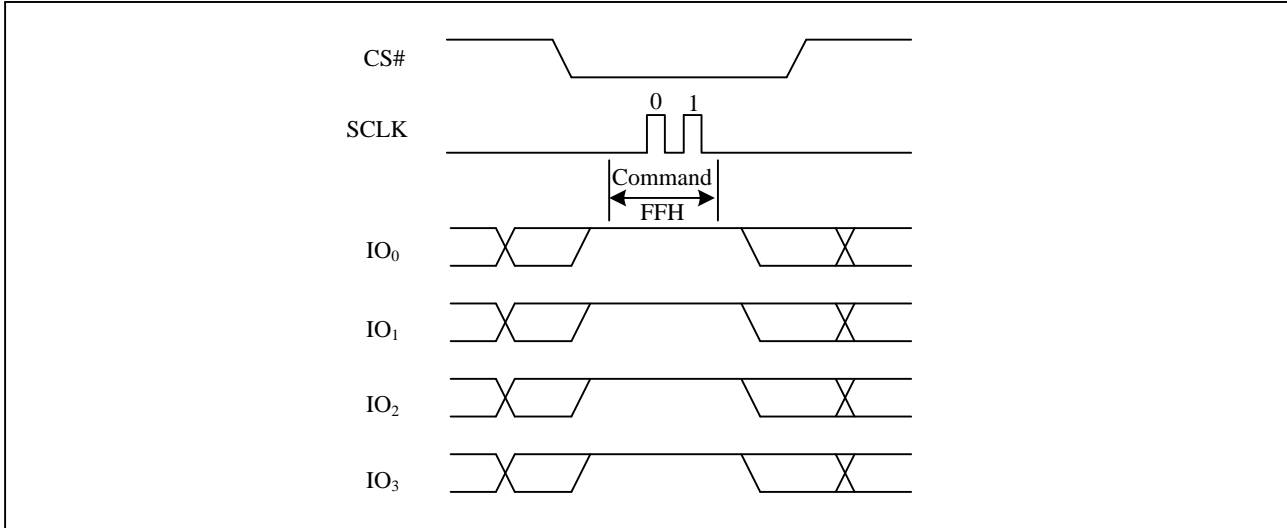 CS#
0 1
SCLK
Command
FFH
IO₀
IO₁
IO₂
IO₃